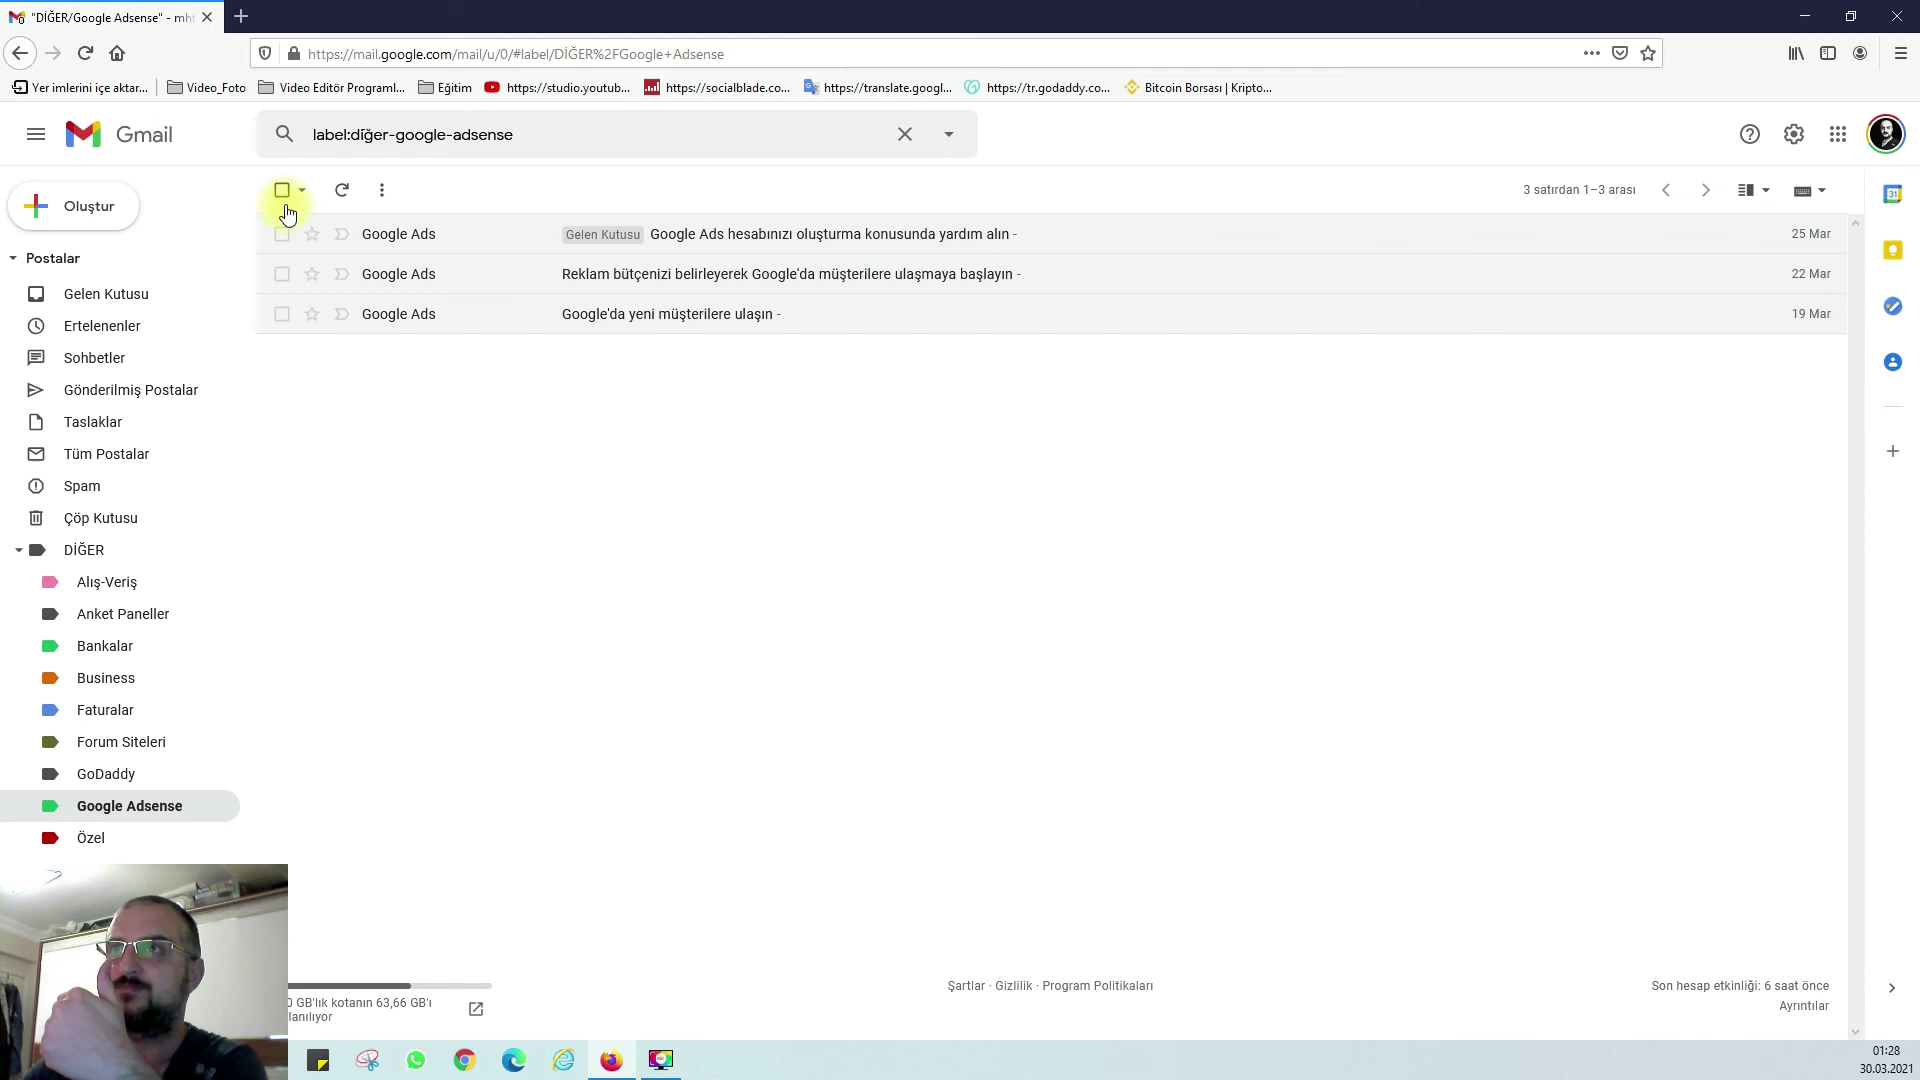 "DİĞER/Google Adsense" - mht
https://mail.google.com/mail/u/0/#label/DİĞER%2FGoogle+Adsense
Yer imlerini içe aktar...
Video_Foto
Video Editör Programl...
Eğitim
https://studio.youtub...
https://socialblade.co...
https://translate.googl...
https://tr.godaddy.co...
Bitcoin Borsası | Kripto...
Gmail
label:diğer-google-adsense
Oluştur
3 satırdan 1–3 arası
31
Postalar
Gelen Kutusu
Ertelenenler
Sohbetler
Gönderilmiş Postalar
Taslaklar
Tüm Postalar
Spam
Çöp Kutusu
DİĞER
Alış-Veriş
Anket Paneller
Bankalar
Business
Faturalar
Forum Siteleri
GoDaddy
Google Adsense
Özel
Google Ads Gelen Kutusu Google Ads hesabınızı oluşturma konusunda yardım alın - 25 Mar
Google Ads Reklam bütçenizi belirleyerek Google'da müşterilere ulaşmaya başlayın - 22 Mar
Google Ads Google'da yeni müşterilere ulaşın - 19 Mar
0 GB'lık kotanın 63,66 GB'ı
lanılıyor
Şartlar · Gizlilik · Program Politikaları
Son hesap etkinliği: 6 saat önce
Ayrıntılar
01:28
30.03.2021